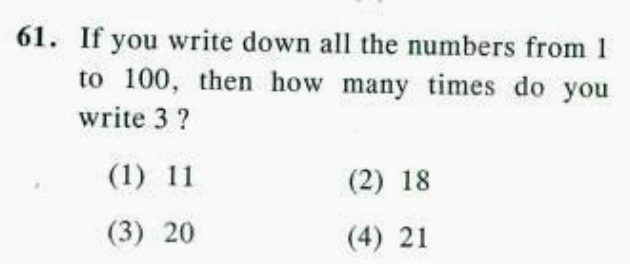 61. If you write down all the numbers from 1
to 100, then how many times do you
write 3 ?
(1) 11 (2) 18
(3) 20 (4) 21